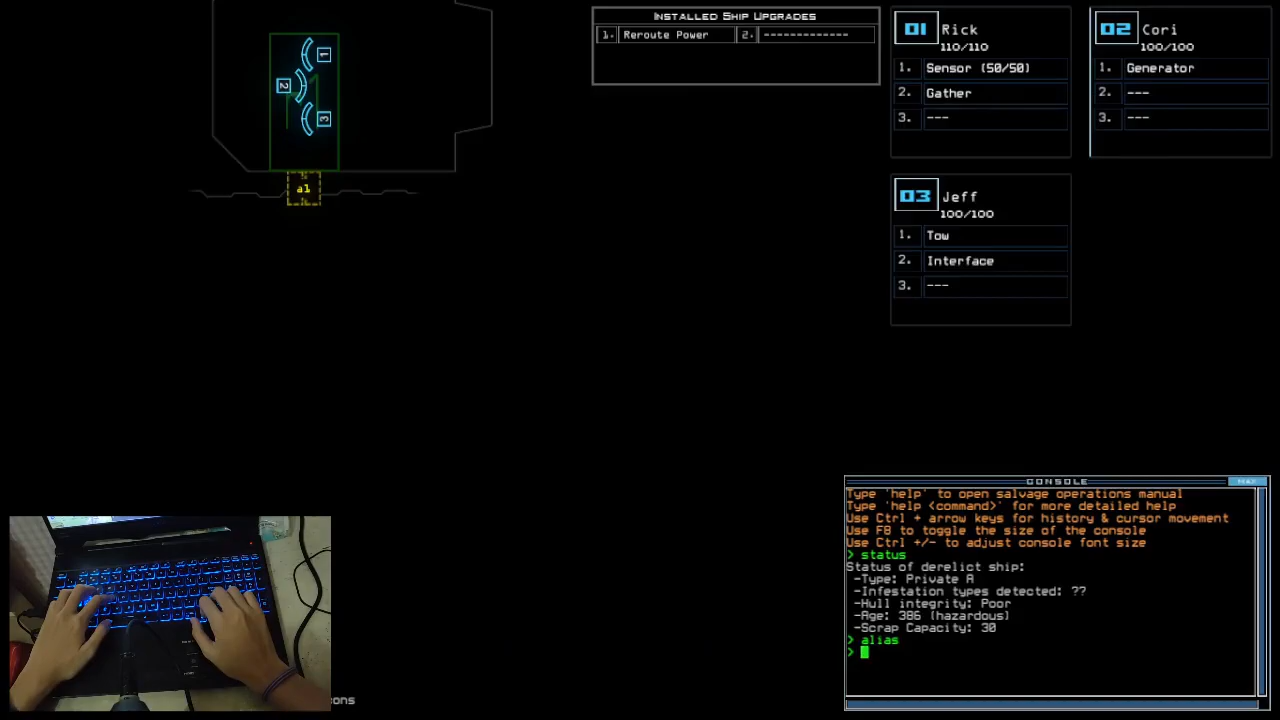 1
2
3
a1
Installed Ship Upgrades
1. Reroute Power 2. -------------
01 Rick
110/110
1. Sensor (50/50)
2. Gather
3. ---
02 Cori
100/100
1. Generator
2. ---
3. ---
03 Jeff
100/100
1. Tow
2. Interface
3. ---
CONSOLE
Type 'help' to open salvage operations manual
Type 'help <command>' for more detailed help
Use Ctrl + arrow keys for history & cursor movement
Use F8 to toggle the size of the console
Use Ctrl +/- to adjust console font size
> status
Status of derelict ship:
-Type: Private A
-Infestation types detected: ??
-Hull integrity: Poor
-Age: 386 (hazardous)
-Scrap Capacity: 30
> alias
>
ons